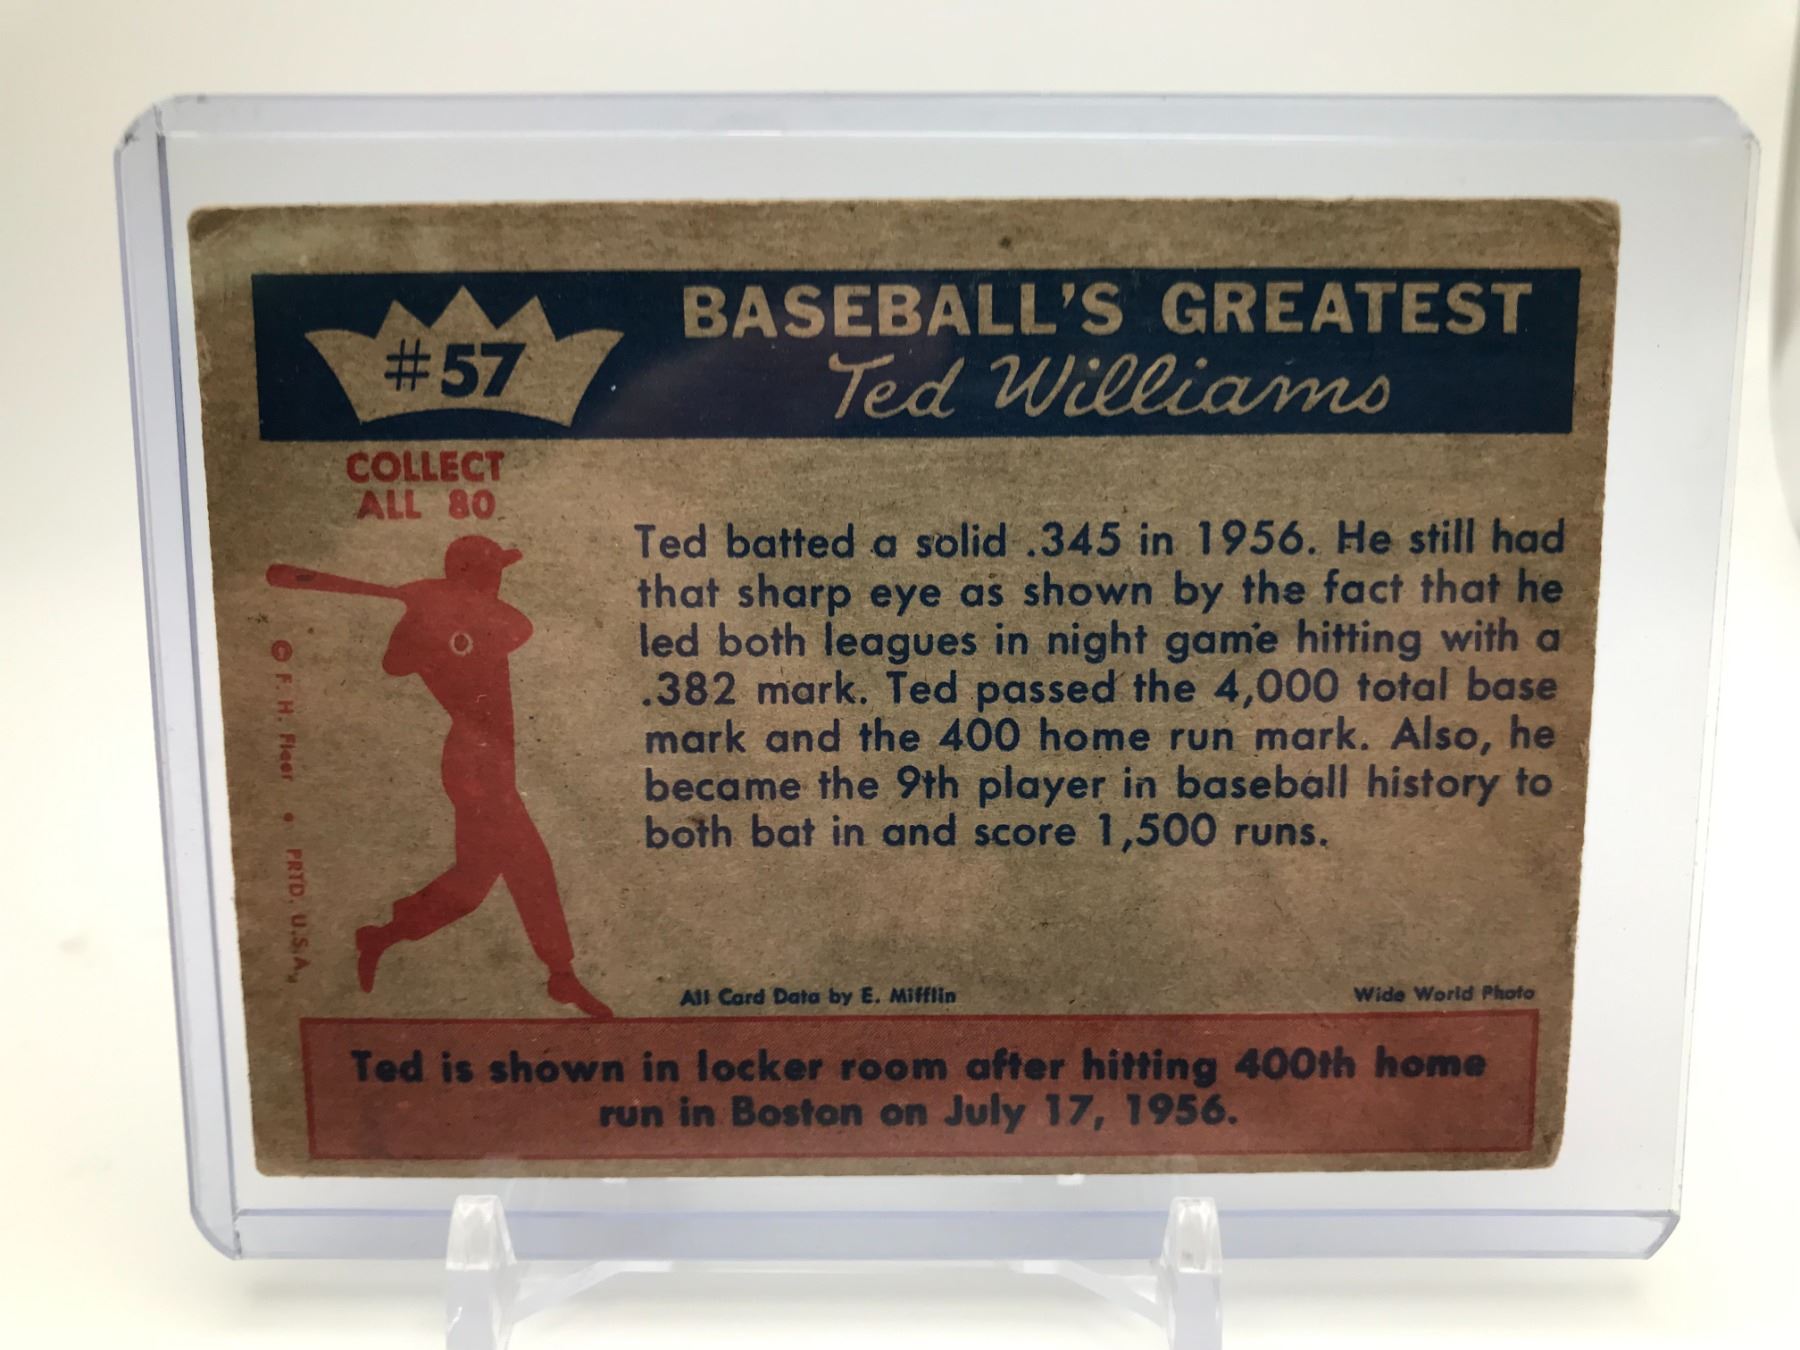 #57
BASEBALL'S GREATEST
Ted Williams
COLLECT
ALL 80
Ted batted a solid .345 in 1956. He still had
that sharp eye as shown by the fact that he
led both leagues in night game hitting with a
.382 mark. Ted passed the 4,000 total base
mark and the 400 home run mark. Also, he
became the 9th player in baseball history to
both bat in and score 1,500 runs.
© F. H. Fleer • PRTD. U.S.A.
All Card Data by E. Mifflin
Wide World Photo
Ted is shown in locker room after hitting 400th home
run in Boston on July 17, 1956.